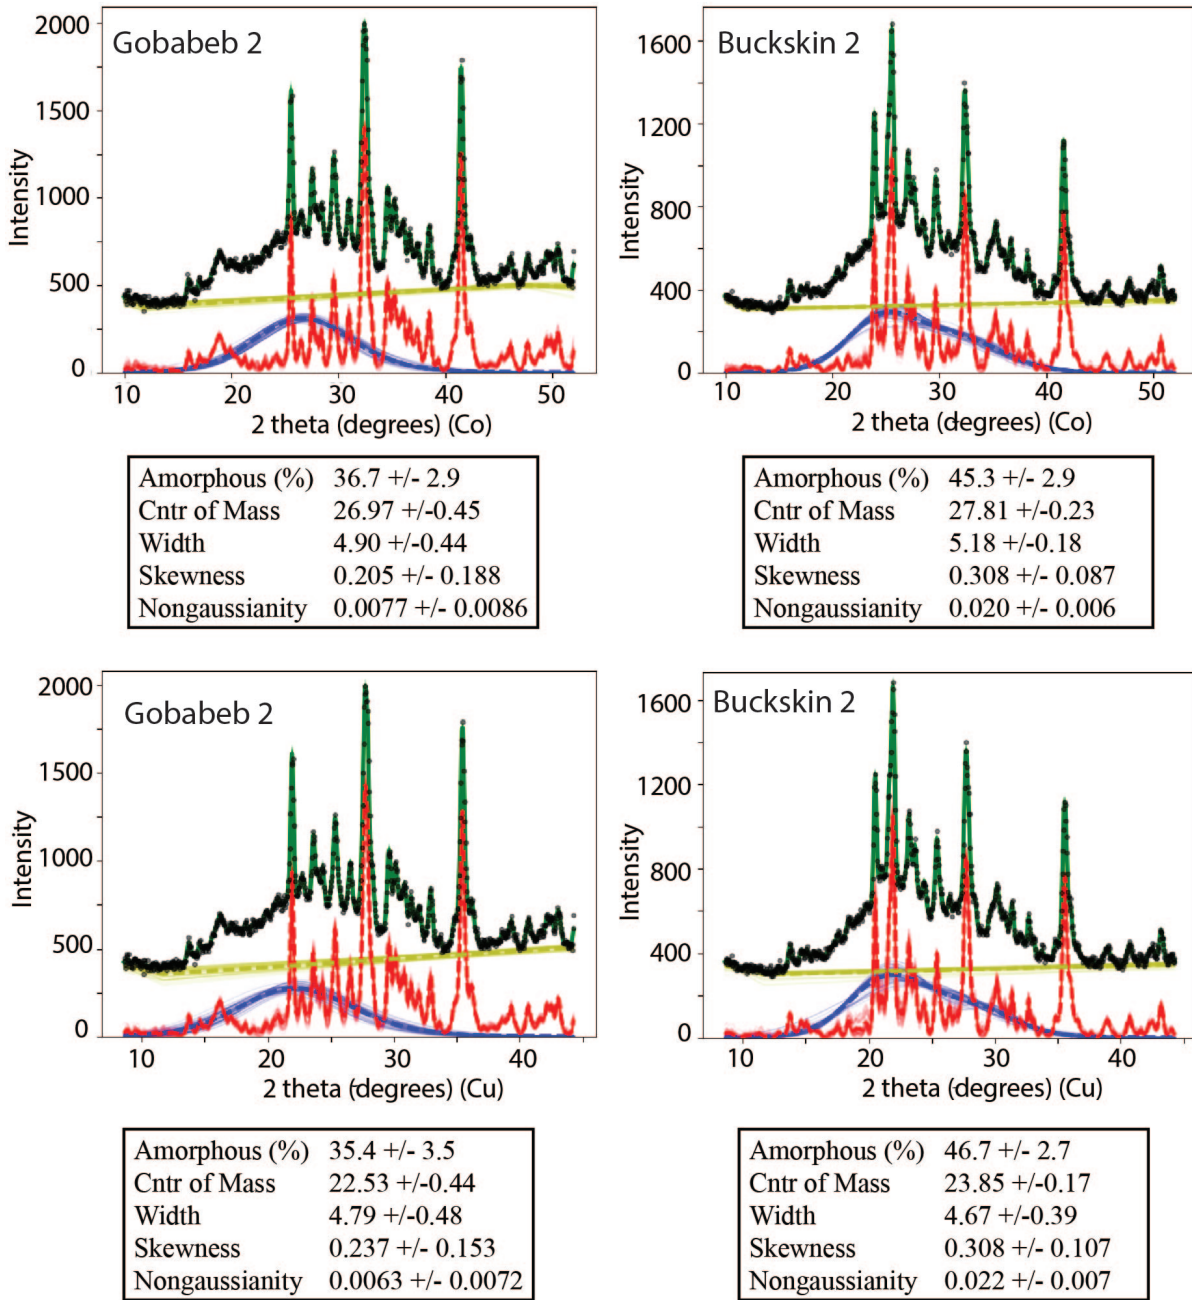 Gobabeb 2
2000
1500
1000
500
0
Intensity
10 20 30 40 50
2 theta (degrees) (Co)
Amorphous (%) 36.7 +/- 2.9
Cntr of Mass 26.97 +/-0.45
Width 4.90 +/-0.44
Skewness 0.205 +/- 0.188
Nongaussianity 0.0077 +/- 0.0086
Buckskin 2
1600
1200
800
400
0
Intensity
10 20 30 40 50
2 theta (degrees) (Co)
Amorphous (%) 45.3 +/- 2.9
Cntr of Mass 27.81 +/-0.23
Width 5.18 +/-0.18
Skewness 0.308 +/- 0.087
Nongaussianity 0.020 +/- 0.006
Gobabeb 2
2000
1500
1000
500
0
Intensity
10 20 30 40
2 theta (degrees) (Cu)
Amorphous (%) 35.4 +/- 3.5
Cntr of Mass 22.53 +/-0.44
Width 4.79 +/-0.48
Skewness 0.237 +/- 0.153
Nongaussianity 0.0063 +/- 0.0072
Buckskin 2
1600
1200
800
400
0
Intensity
10 20 30 40
2 theta (degrees) (Cu)
Amorphous (%) 46.7 +/- 2.7
Cntr of Mass 23.85 +/-0.17
Width 4.67 +/-0.39
Skewness 0.308 +/- 0.107
Nongaussianity 0.022 +/- 0.007